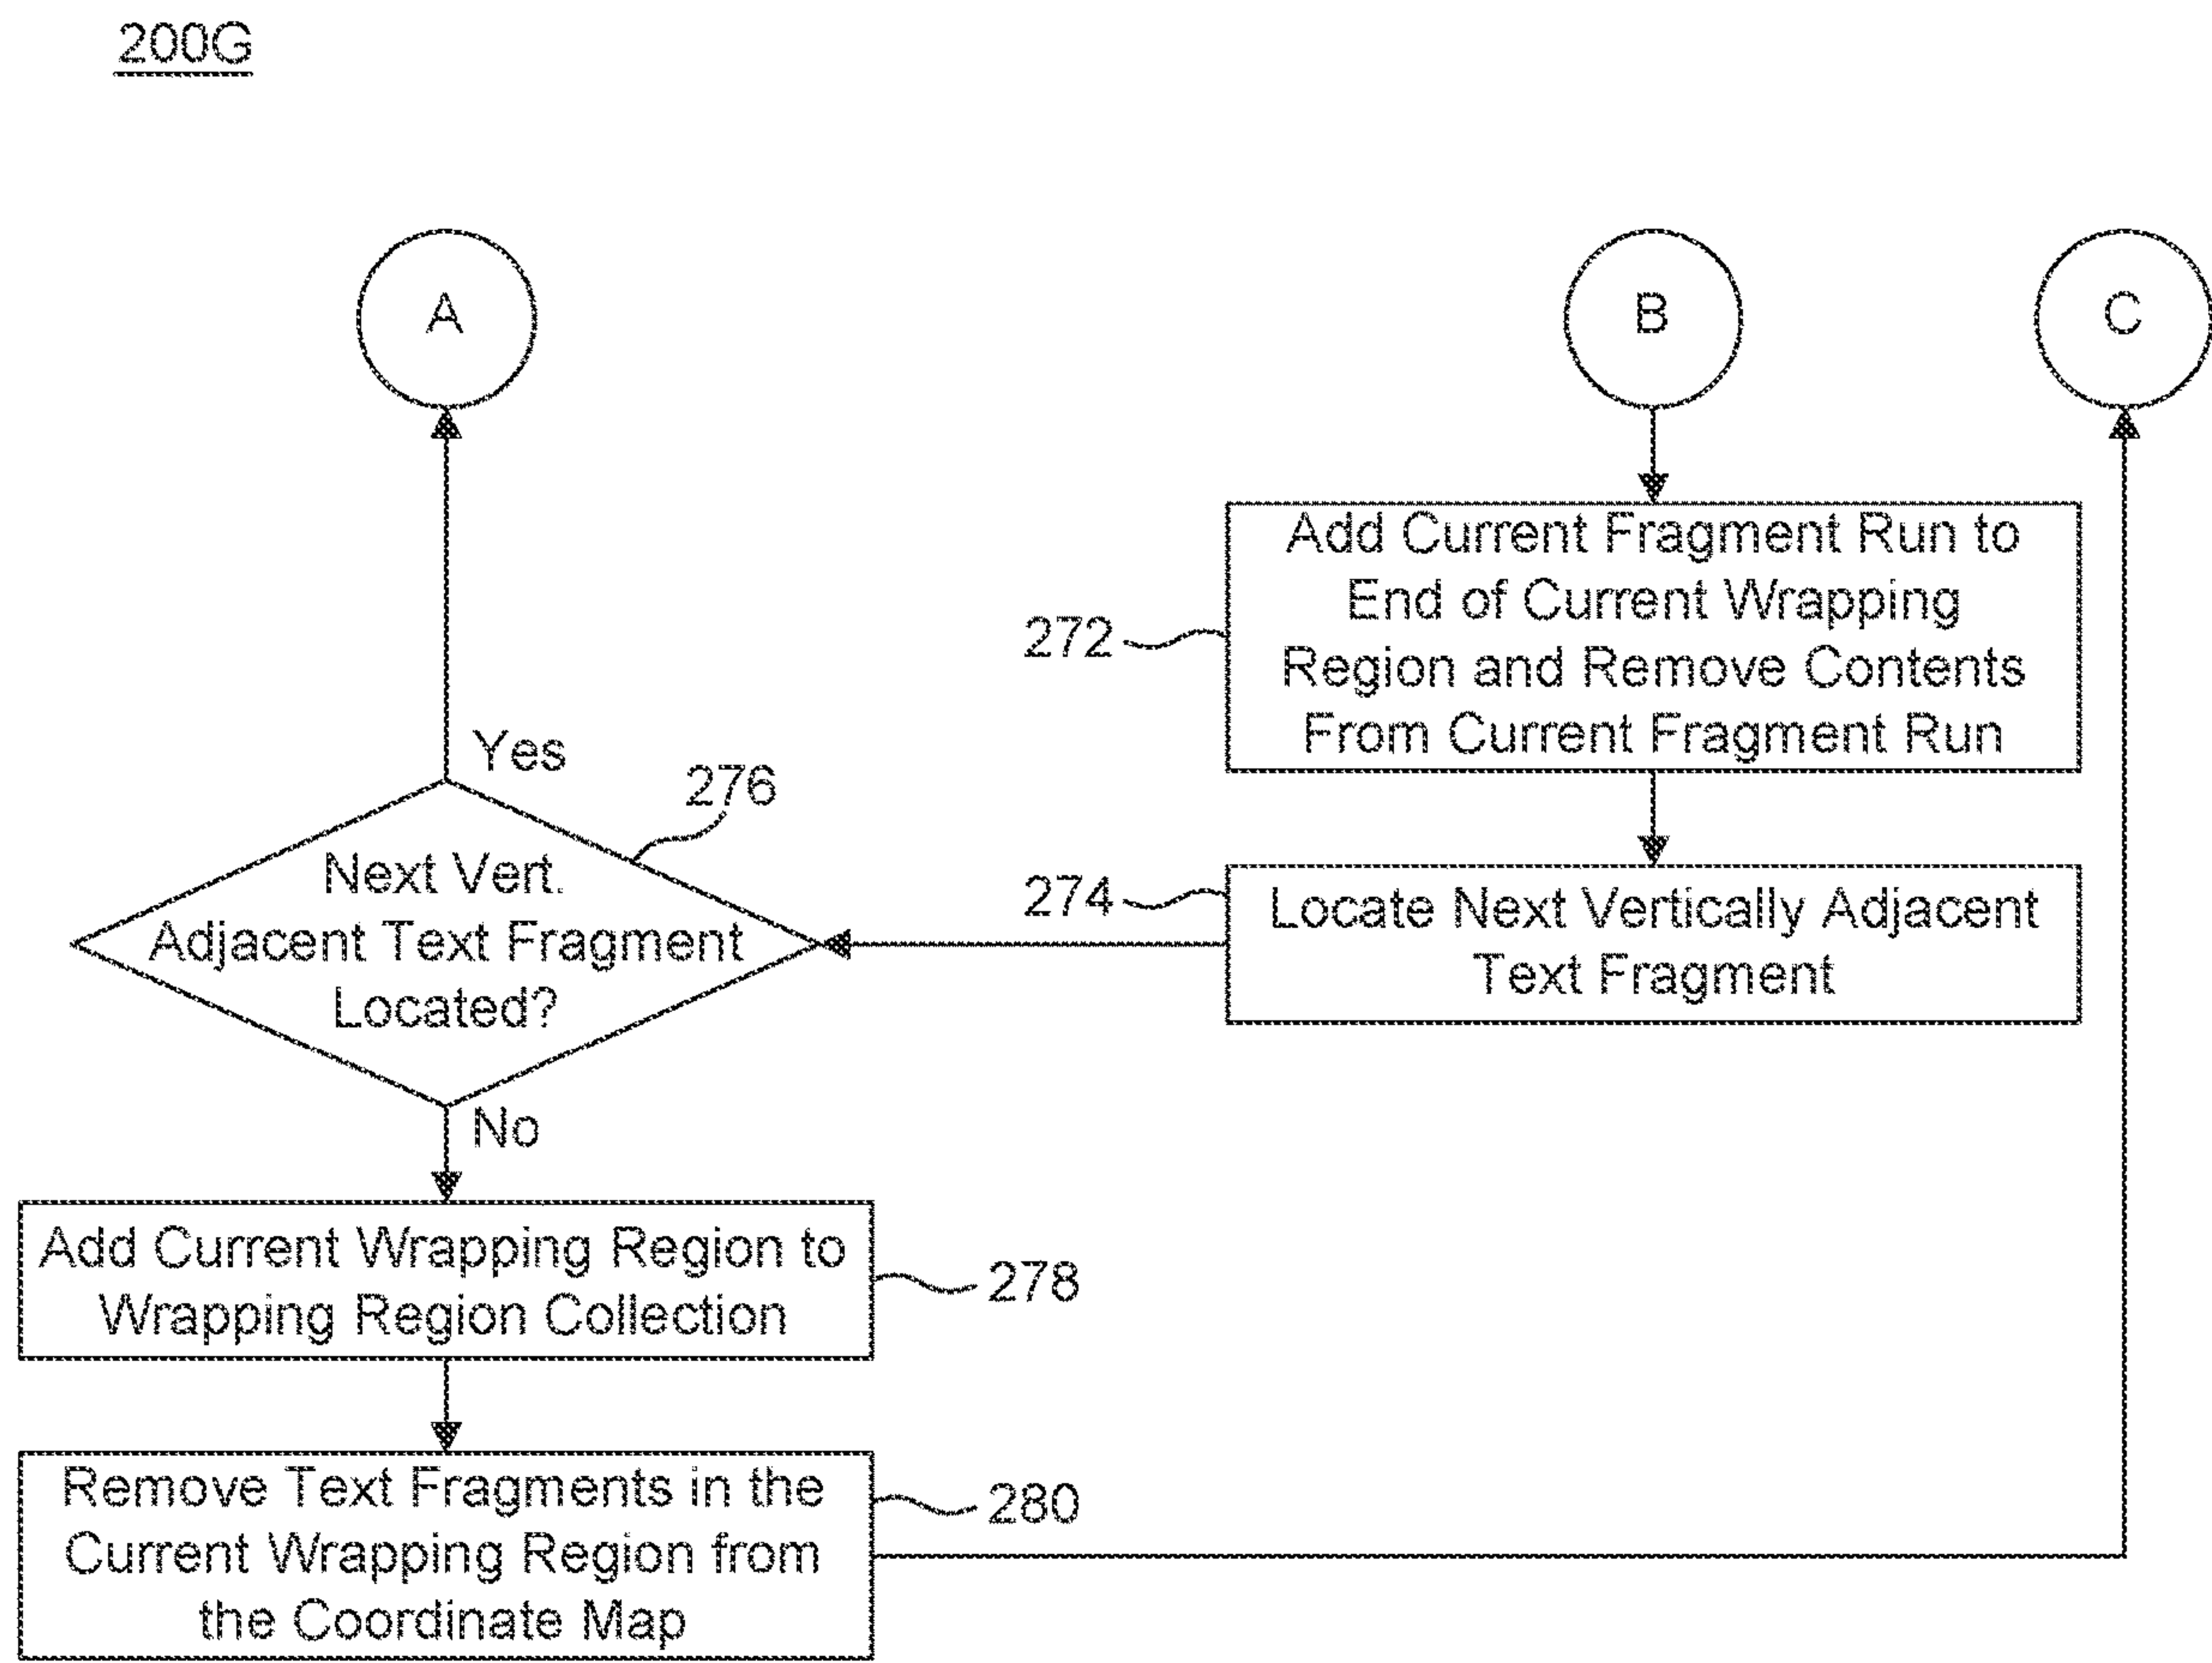 200G
A
B
C
Add Current Fragment Run to
End of Current Wrapping
Region and Remove Contents
From Current Fragment Run
272
Yes
276
Next Vert.
Adjacent Text Fragment
Located?
274
Locate Next Vertically Adjacent
Text Fragment
No
Add Current Wrapping Region to
Wrapping Region Collection
278
Remove Text Fragments in the
Current Wrapping Region from
the Coordinate Map
280